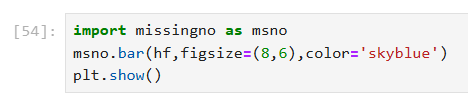 [54]: import missingno as msno
msno.bar(hf,figsize=(8,6),color='skyblue')
plt.show()